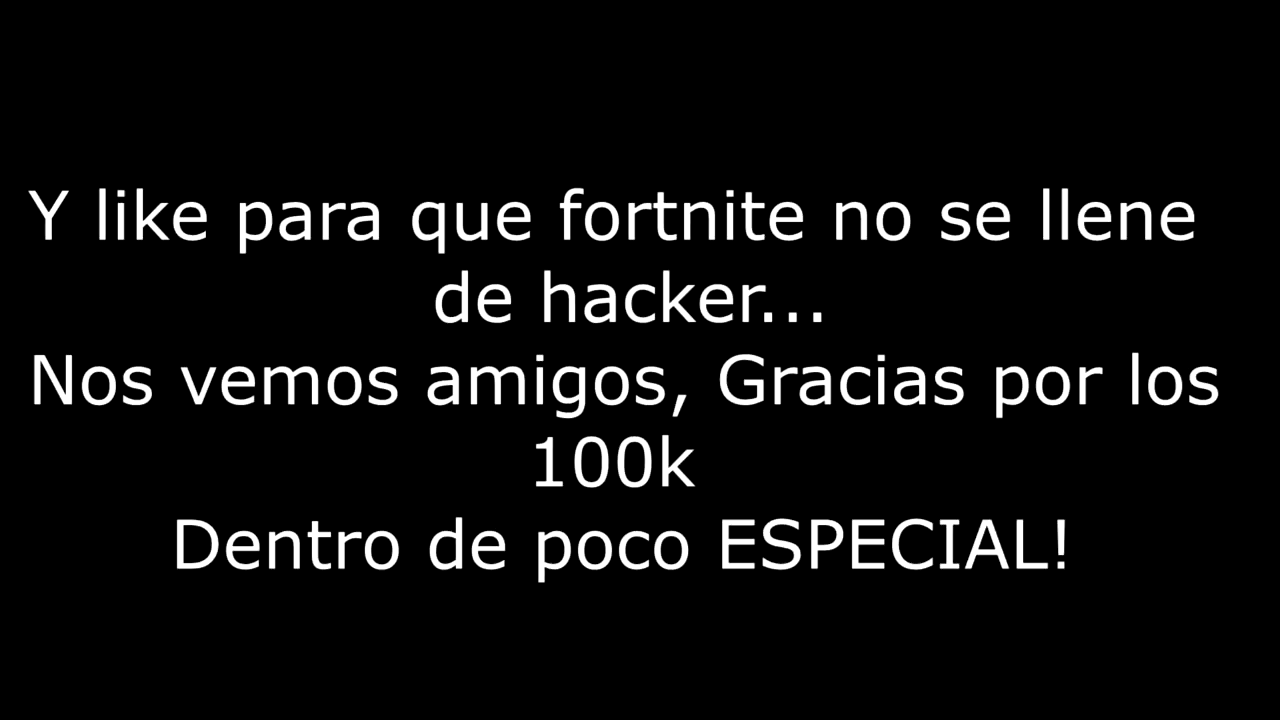 Y like para que fortnite no se llene
de hacker...
Nos vemos amigos, Gracias por los
100k
Dentro de poco ESPECIAL!